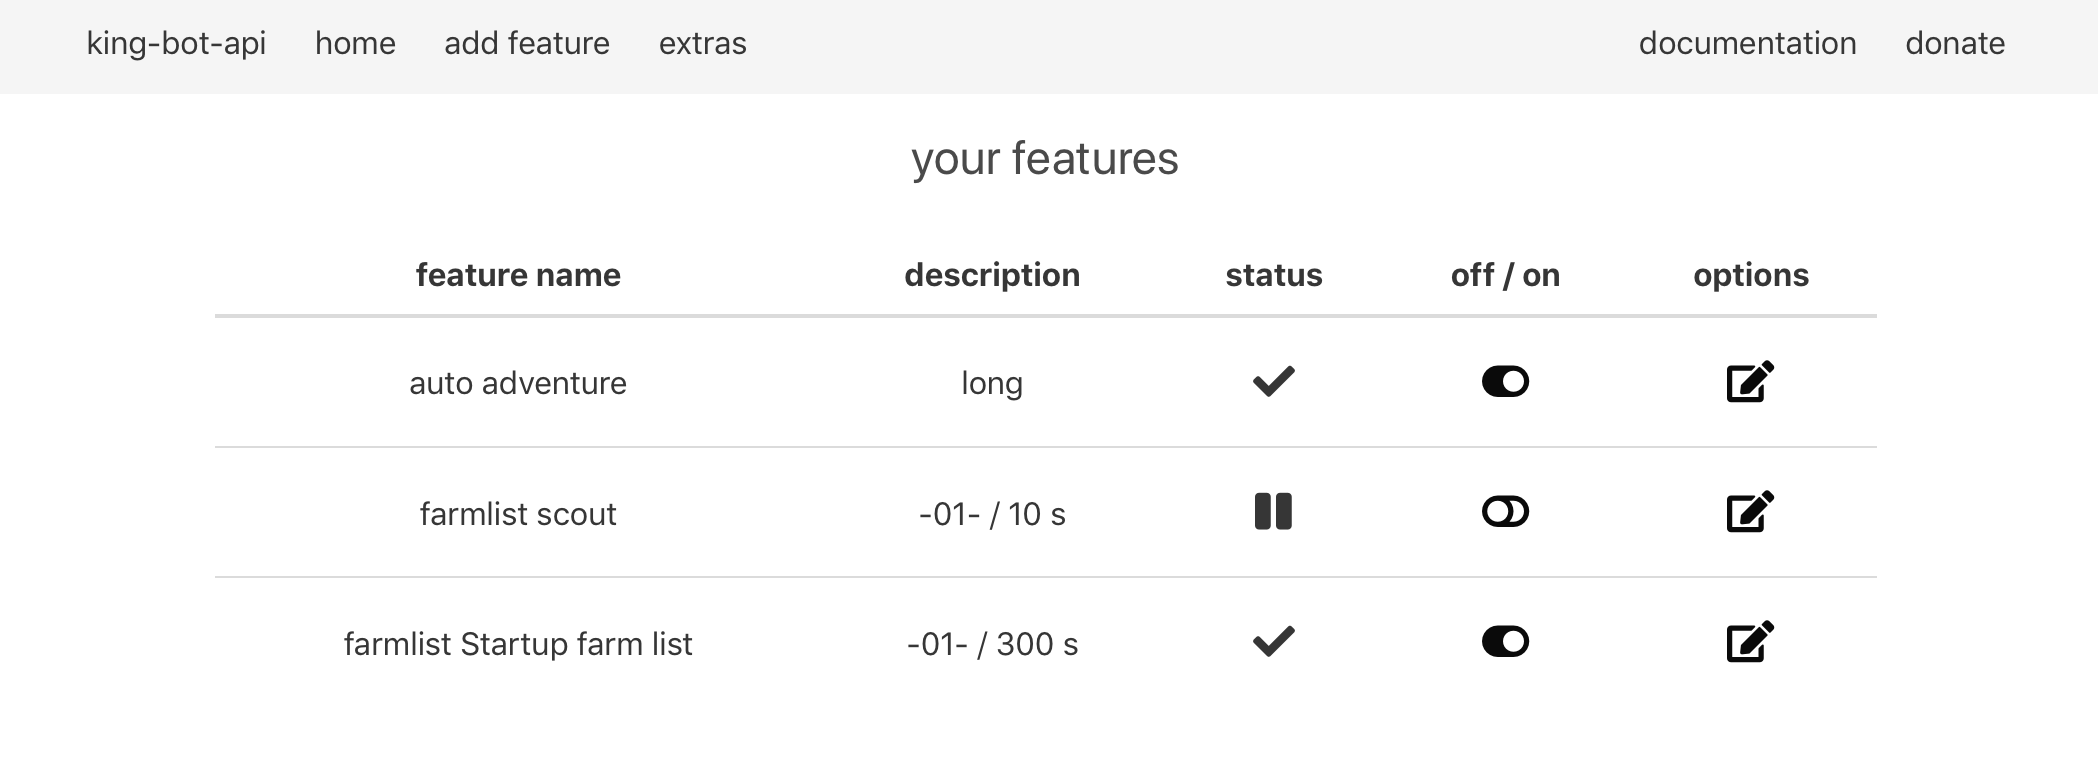 king-bot-api home add feature extras documentation donate
your features
feature name description status off / on options
auto adventure long
farmlist scout -01- / 10 s
farmlist Startup farm list -01- / 300 s